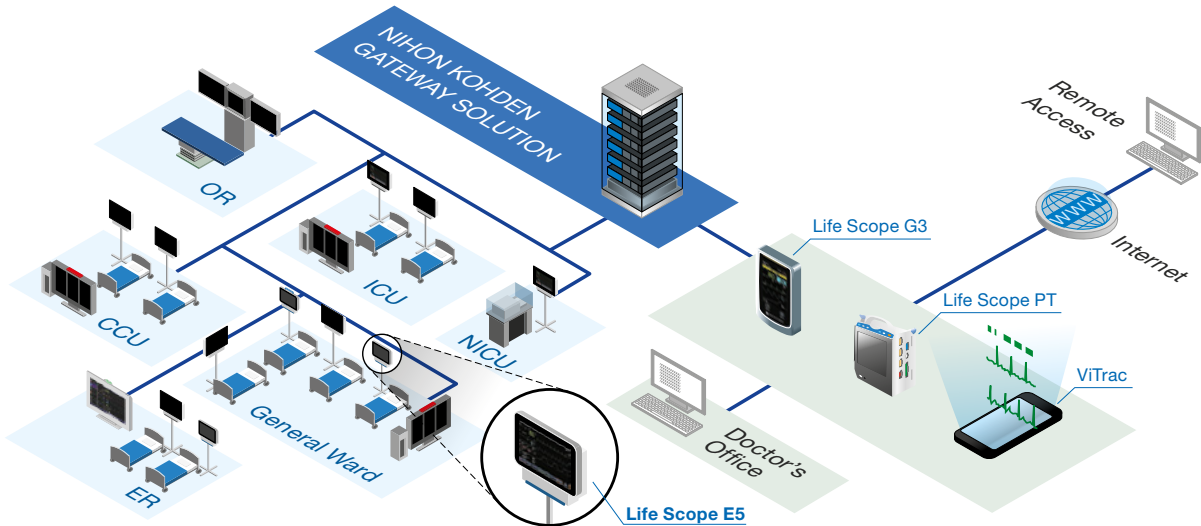 NIHON KOHDEN
GATEWAY SOLUTION
Remote
Access
WWW
Internet
OR
Life Scope G3
ICU
Life Scope PT
CCU
NICU
ViTrac
General Ward
Doctor's
Office
ER
Life Scope E5